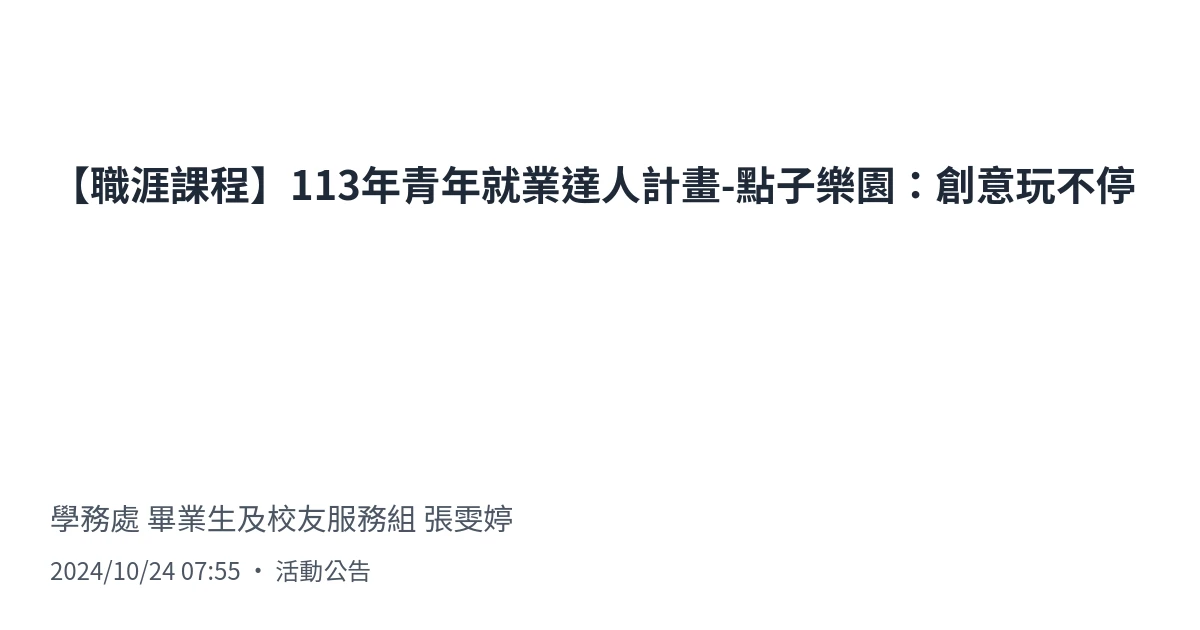 【職涯課程】113年青年就業達人計畫-點子樂園：創意玩不停
學務處 畢業生及校友服務組 張雯婷
2024/10/24 07:55 • 活動公告